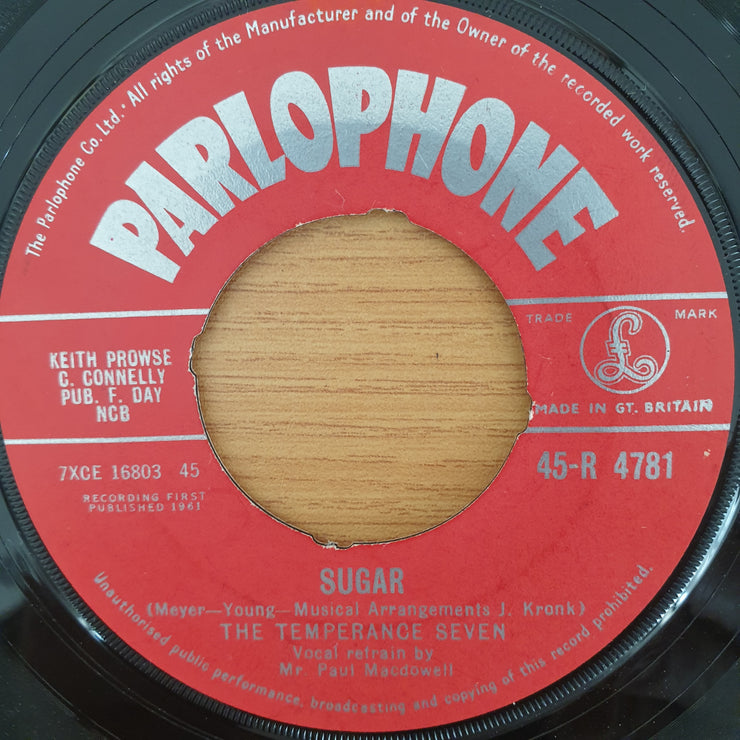 The Parlophone Co. Ltd. · All rights of the Manufacturer and of the Owner of the recorded work reserved.
PARLOPHONE
KEITH PROWSE
C. CONNELLY
PUB. F. DAY
NCB
TRADE MARK
£
MADE IN GT. BRITAIN
7XCE 16803 45
45-R 4781
RECORDING FIRST
PUBLISHED 1961
SUGAR
(Meyer—Young—Musical Arrangements J. Kronk)
THE TEMPERANCE SEVEN
Vocal refrain by
Mr. Paul Macdowell
Unauthorised public performance, broadcasting and copying of this record prohibited.